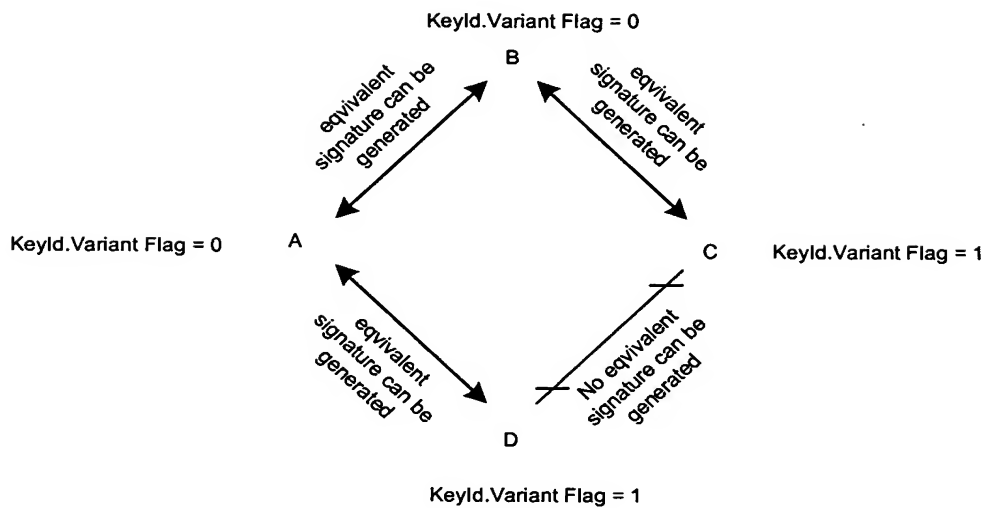 KeyId.Variant Flag = 0
B
eqvivalent
signature can be
generated
eqvivalent
signature can be
generated
KeyId.Variant Flag = 0
A
C
KeyId.Variant Flag = 1
eqvivalent
signature can be
generated
No eqvivalent
signature can be
generated
D
KeyId.Variant Flag = 1